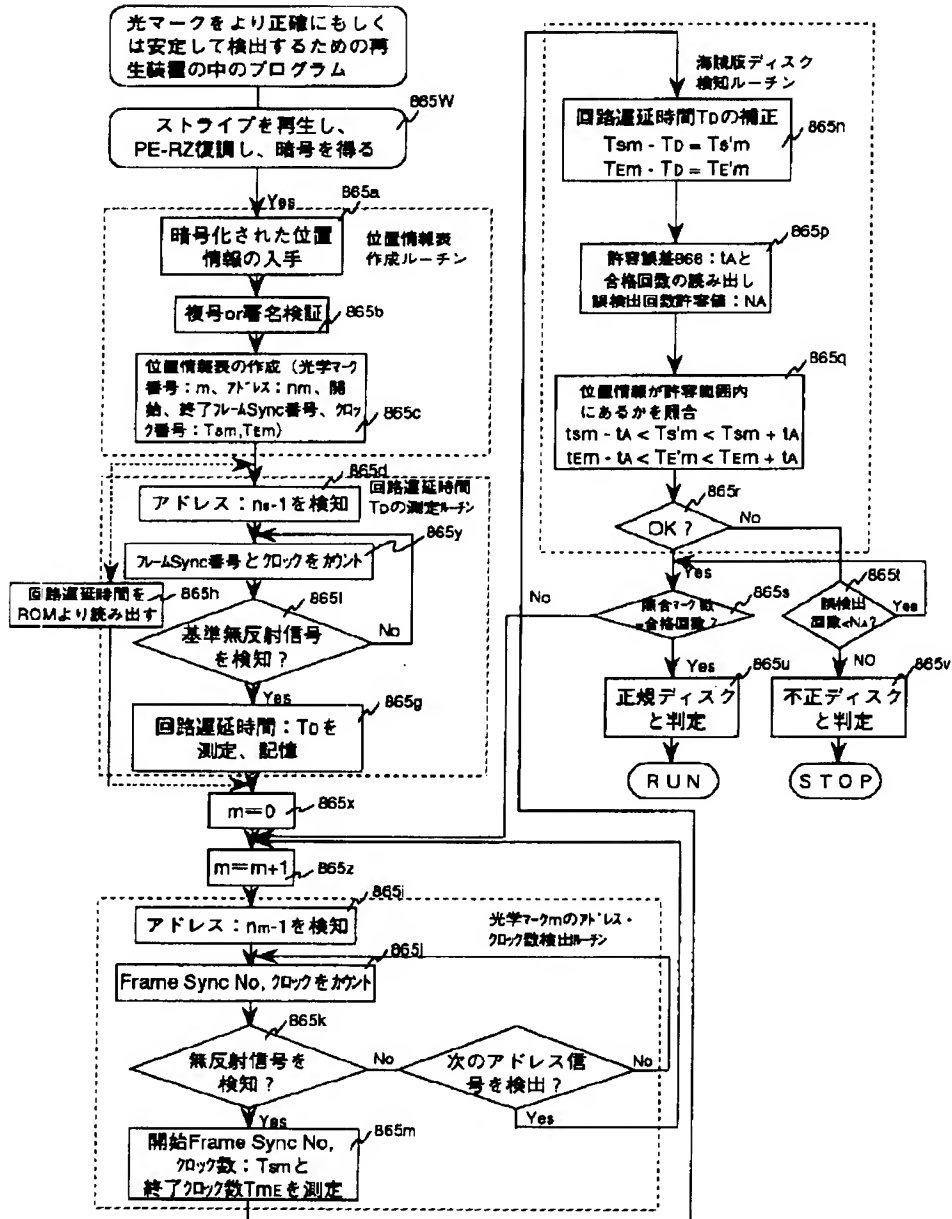 光マークをより正確にもしく
は安定して検出するための再
生装置の中のプログラム
865W
ストライプを再生し、
PE-RZ復調し、暗号を得る
Yes
865a
暗号化された位置
情報の入手
位置情報表
作成ルーチン
復号or署名検証
865b
位置情報表の作成（光学マーク
番号：m、アドレス：nm、開
始、終了フレームSync番号、クロッ
ク番号：Tsm,TEm）
865c
865d
アドレス：ns-1を検知
回路遅延時間
TDの測定ルーチン
フレームSync番号とクロックをカウント
865y
回路遅延時間を
ROMより読み出す
865h
865l
基準無反射信号
を検知？
No
Yes
865g
回路遅延時間：TDを
測定、記憶
m=0
865x
m=m+1
865z
865i
アドレス：nm-1を検知
光学マークmのアドレス・
クロック数検出ルーチン
865j
Frame Sync No, クロックをカウント
865k
無反射信号を
検知？
No
次のアドレス信
号を検出？
No
Yes
Yes
865m
開始Frame Sync No,
クロック数：Tsmと
終了クロック数TmEを測定
海賊版ディスク
検知ルーチン
回路遅延時間TDの補正
Tsm - TD = Ts'm
TEm - TD = TE'm
865n
865p
許容誤差866：tAと
合格回数の読み出し
誤検出回数許容値：NA
865q
位置情報が許容範囲内
にあるかを照合
tsm - tA < Ts'm < Tsm + tA
tEm - tA < TE'm < TEm + tA
865r
OK？
No
Yes
865s
照合マーク数
=合格回数？
No
Yes
865t
誤検出
回数<NA？
Yes
NO
865u
正規ディスク
と判定
865v
不正ディスク
と判定
RUN
STOP